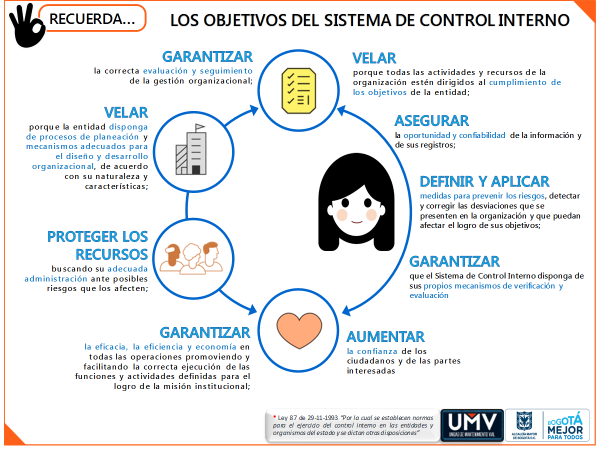 RECUERDA...
LOS OBJETIVOS DEL SISTEMA DE CONTROL INTERNO
GARANTIZAR
la correcta evaluación y seguimiento
de la gestión organizacional;
VELAR
porque la entidad disponga
de procesos de planeación y
mecanismos adecuados para
el diseño y desarrollo
organizacional, de acuerdo
con su naturaleza y
características;
PROTEGER LOS
RECURSOS
buscando su adecuada
administración ante posibles
riesgos que los afecten;
GARANTIZAR
la eficacia, la eficiencia y economía en
todas las operaciones promoviendo y
facilitando la correcta ejecución de las
funciones y actividades definidas para el
logro de la misión institucional;
VELAR
porque todas las actividades y recursos de la
organización estén dirigidos al cumplimiento de
los objetivos de la entidad;
ASEGURAR
la oportunidad y confiabilidad de la información y
de sus registros;
DEFINIR Y APLICAR
medidas para prevenir los riesgos, detectar
y corregir las desviaciones que se
presenten en la organización y que puedan
afectar el logro de sus objetivos;
GARANTIZAR
que el Sistema de Control Interno disponga de
sus propios mecanismos de verificación y
evaluación
AUMENTAR
la confianza de los
ciudadanos y de las partes
interesadas
* Ley 87 de 29-11-1993 "Por la cual se establecen normas
para el ejercicio del control interno en las entidades y
organismos del estado y se dictan otras disposiciones"
UMV
UNIDAD DE MANTENIMIENTO VIAL
ALCALDÍA MAYOR
DE BOGOTÁ D.C.
BOGOTÁ
MEJOR
PARA TODOS